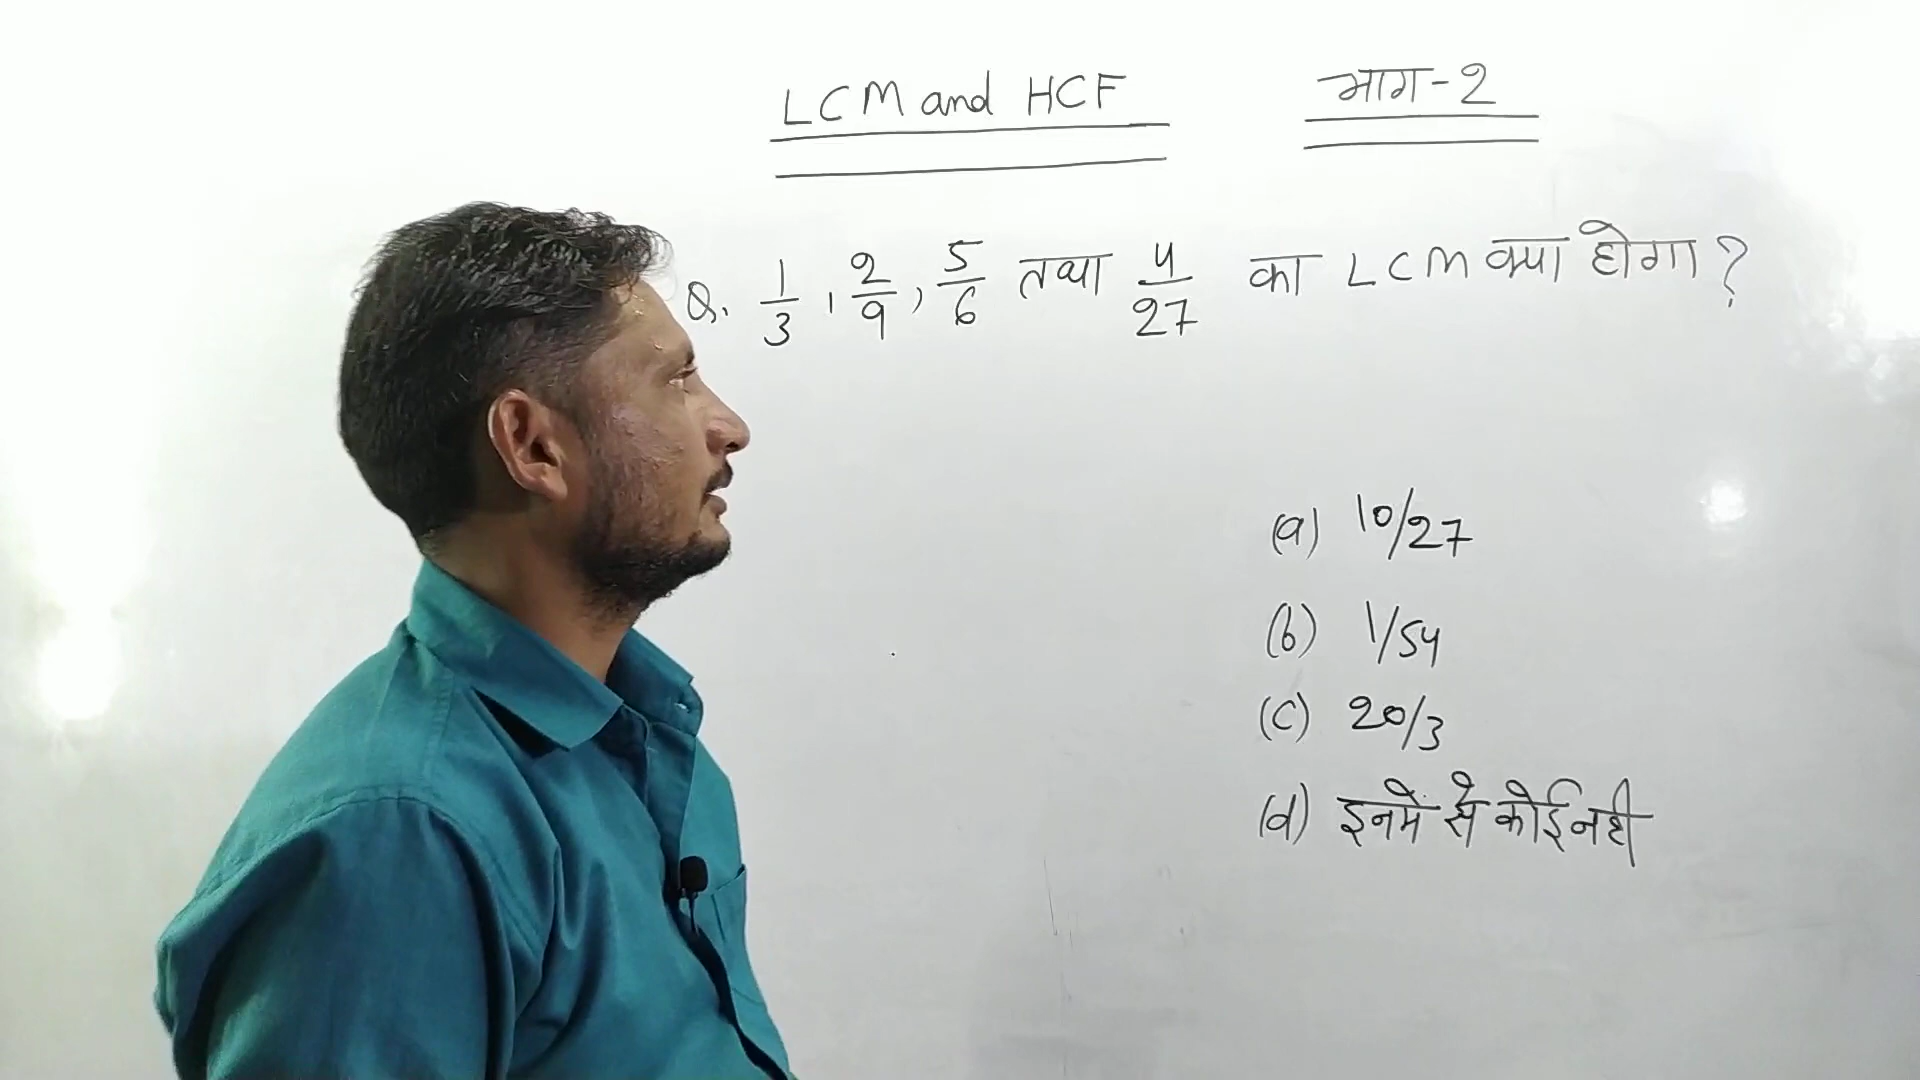 LCM and HCF भाग-2
Q. 1/3, 2/9, 5/6 तथा 4/27 का LCM क्या होगा?
(a) 10/27
(b) 1/54
(c) 20/3
(d) इनमें से कोई नही